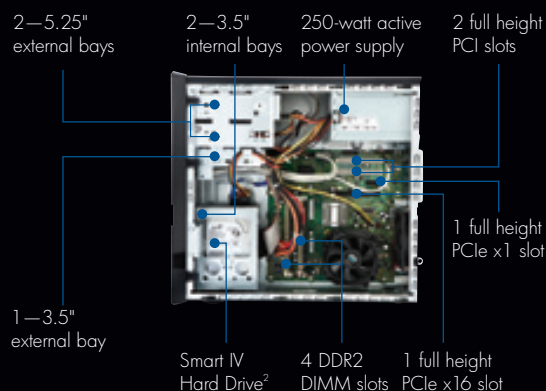 2—5.25"
external bays
2—3.5"
internal bays
250-watt active
power supply
2 full height
PCI slots
1 full height
PCIe x1 slot
1—3.5"
external bay
Smart IV
Hard Drive²
4 DDR2
DIMM slots
1 full height
PCIe x16 slot